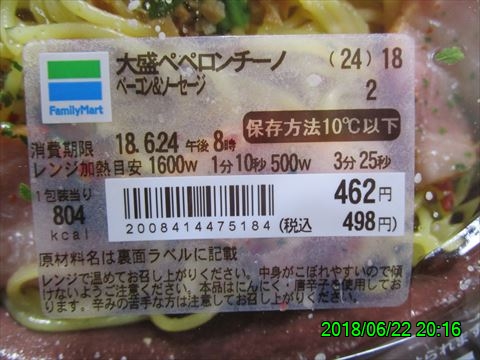 FamilyMart
大盛ペペロンチーノ
(24) 18
ベーコン&ソーセージ
2
消費期限 18.6.24 午後 8時
保存方法10℃以下
レンジ加熱目安 1600W 1分10秒 500W 3分25秒
1包装当り
804
kcal
462円
2008414475184
(税込 498円)
原材料名は裏面ラベルに記載
レンジで温めてお召し上がりください。中身がこぼれやすいので傾
けないようご注意ください。本品はにんにく・唐辛子を使用してお
ります。辛みの苦手な方は注意してお召し上がりください。
2018/06/22 20:16